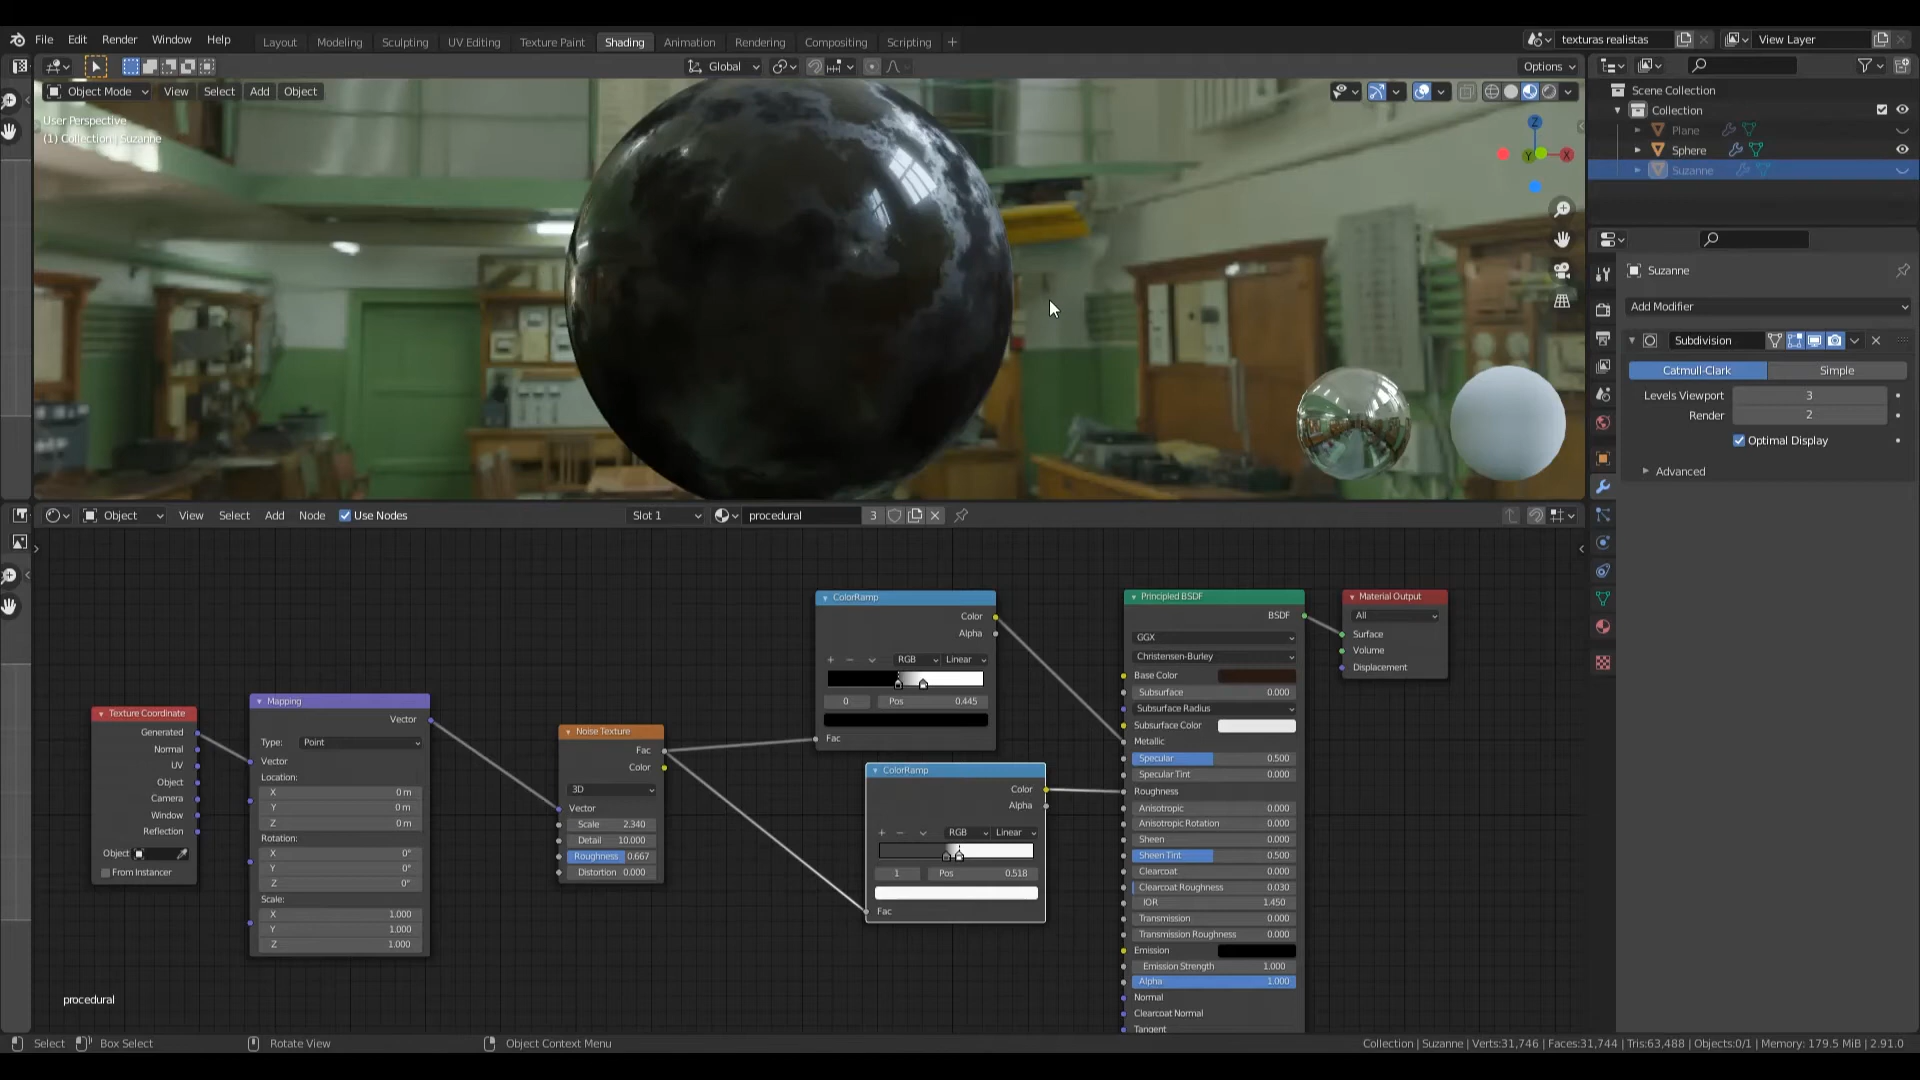 File Edit Render Window Help Layout Modeling Sculpting UV Editing Texture Paint Shading Animation Rendering Compositing Scripting + texturas realistas View Layer
Global Options
Object Mode View Select Add Object
User Perspective
(1) Collection | Suzanne
Z
Y X
Scene Collection
Collection
Plane
Sphere
Suzanne
Suzanne
Add Modifier
Subdivision
Catmull-Clark Simple
Levels Viewport 3
Render 2
Optimal Display
Advanced
Object View Select Add Node Use Nodes Slot 1 procedural 3
Texture Coordinate
Generated
Normal
UV
Object
Camera
Window
Reflection
Object
From Instancer
Mapping
Vector
Type: Point
Vector
Location:
X 0 m
Y 0 m
Z 0 m
Rotation:
X 0°
Y 0°
Z 0°
Scale:
X 1.000
Y 1.000
Z 1.000
Noise Texture
Fac
Color
3D
Vector
Scale 2.340
Detail 10.000
Roughness 0.667
Distortion 0.000
ColorRamp
Color
Alpha
+ − RGB Linear
0 Pos 0.445
Fac
ColorRamp
Color
Alpha
+ − RGB Linear
1 Pos 0.518
Fac
Principled BSDF
BSDF
GGX
Christensen-Burley
Base Color
Subsurface 0.000
Subsurface Radius
Subsurface Color
Metallic
Specular 0.500
Specular Tint 0.000
Roughness
Anisotropic 0.000
Anisotropic Rotation 0.000
Sheen 0.000
Sheen Tint 0.500
Clearcoat 0.000
Clearcoat Roughness 0.030
IOR 1.450
Transmission 0.000
Transmission Roughness 0.000
Emission
Emission Strength 1.000
Alpha 1.000
Normal
Clearcoat Normal
Tangent
Material Output
All
Surface
Volume
Displacement
procedural
Select Box Select Rotate View Object Context Menu Collection | Suzanne | Verts:31,746 | Faces:31,744 | Tris:63,488 | Objects:0/1 | Memory: 179.5 MiB | 2.91.0